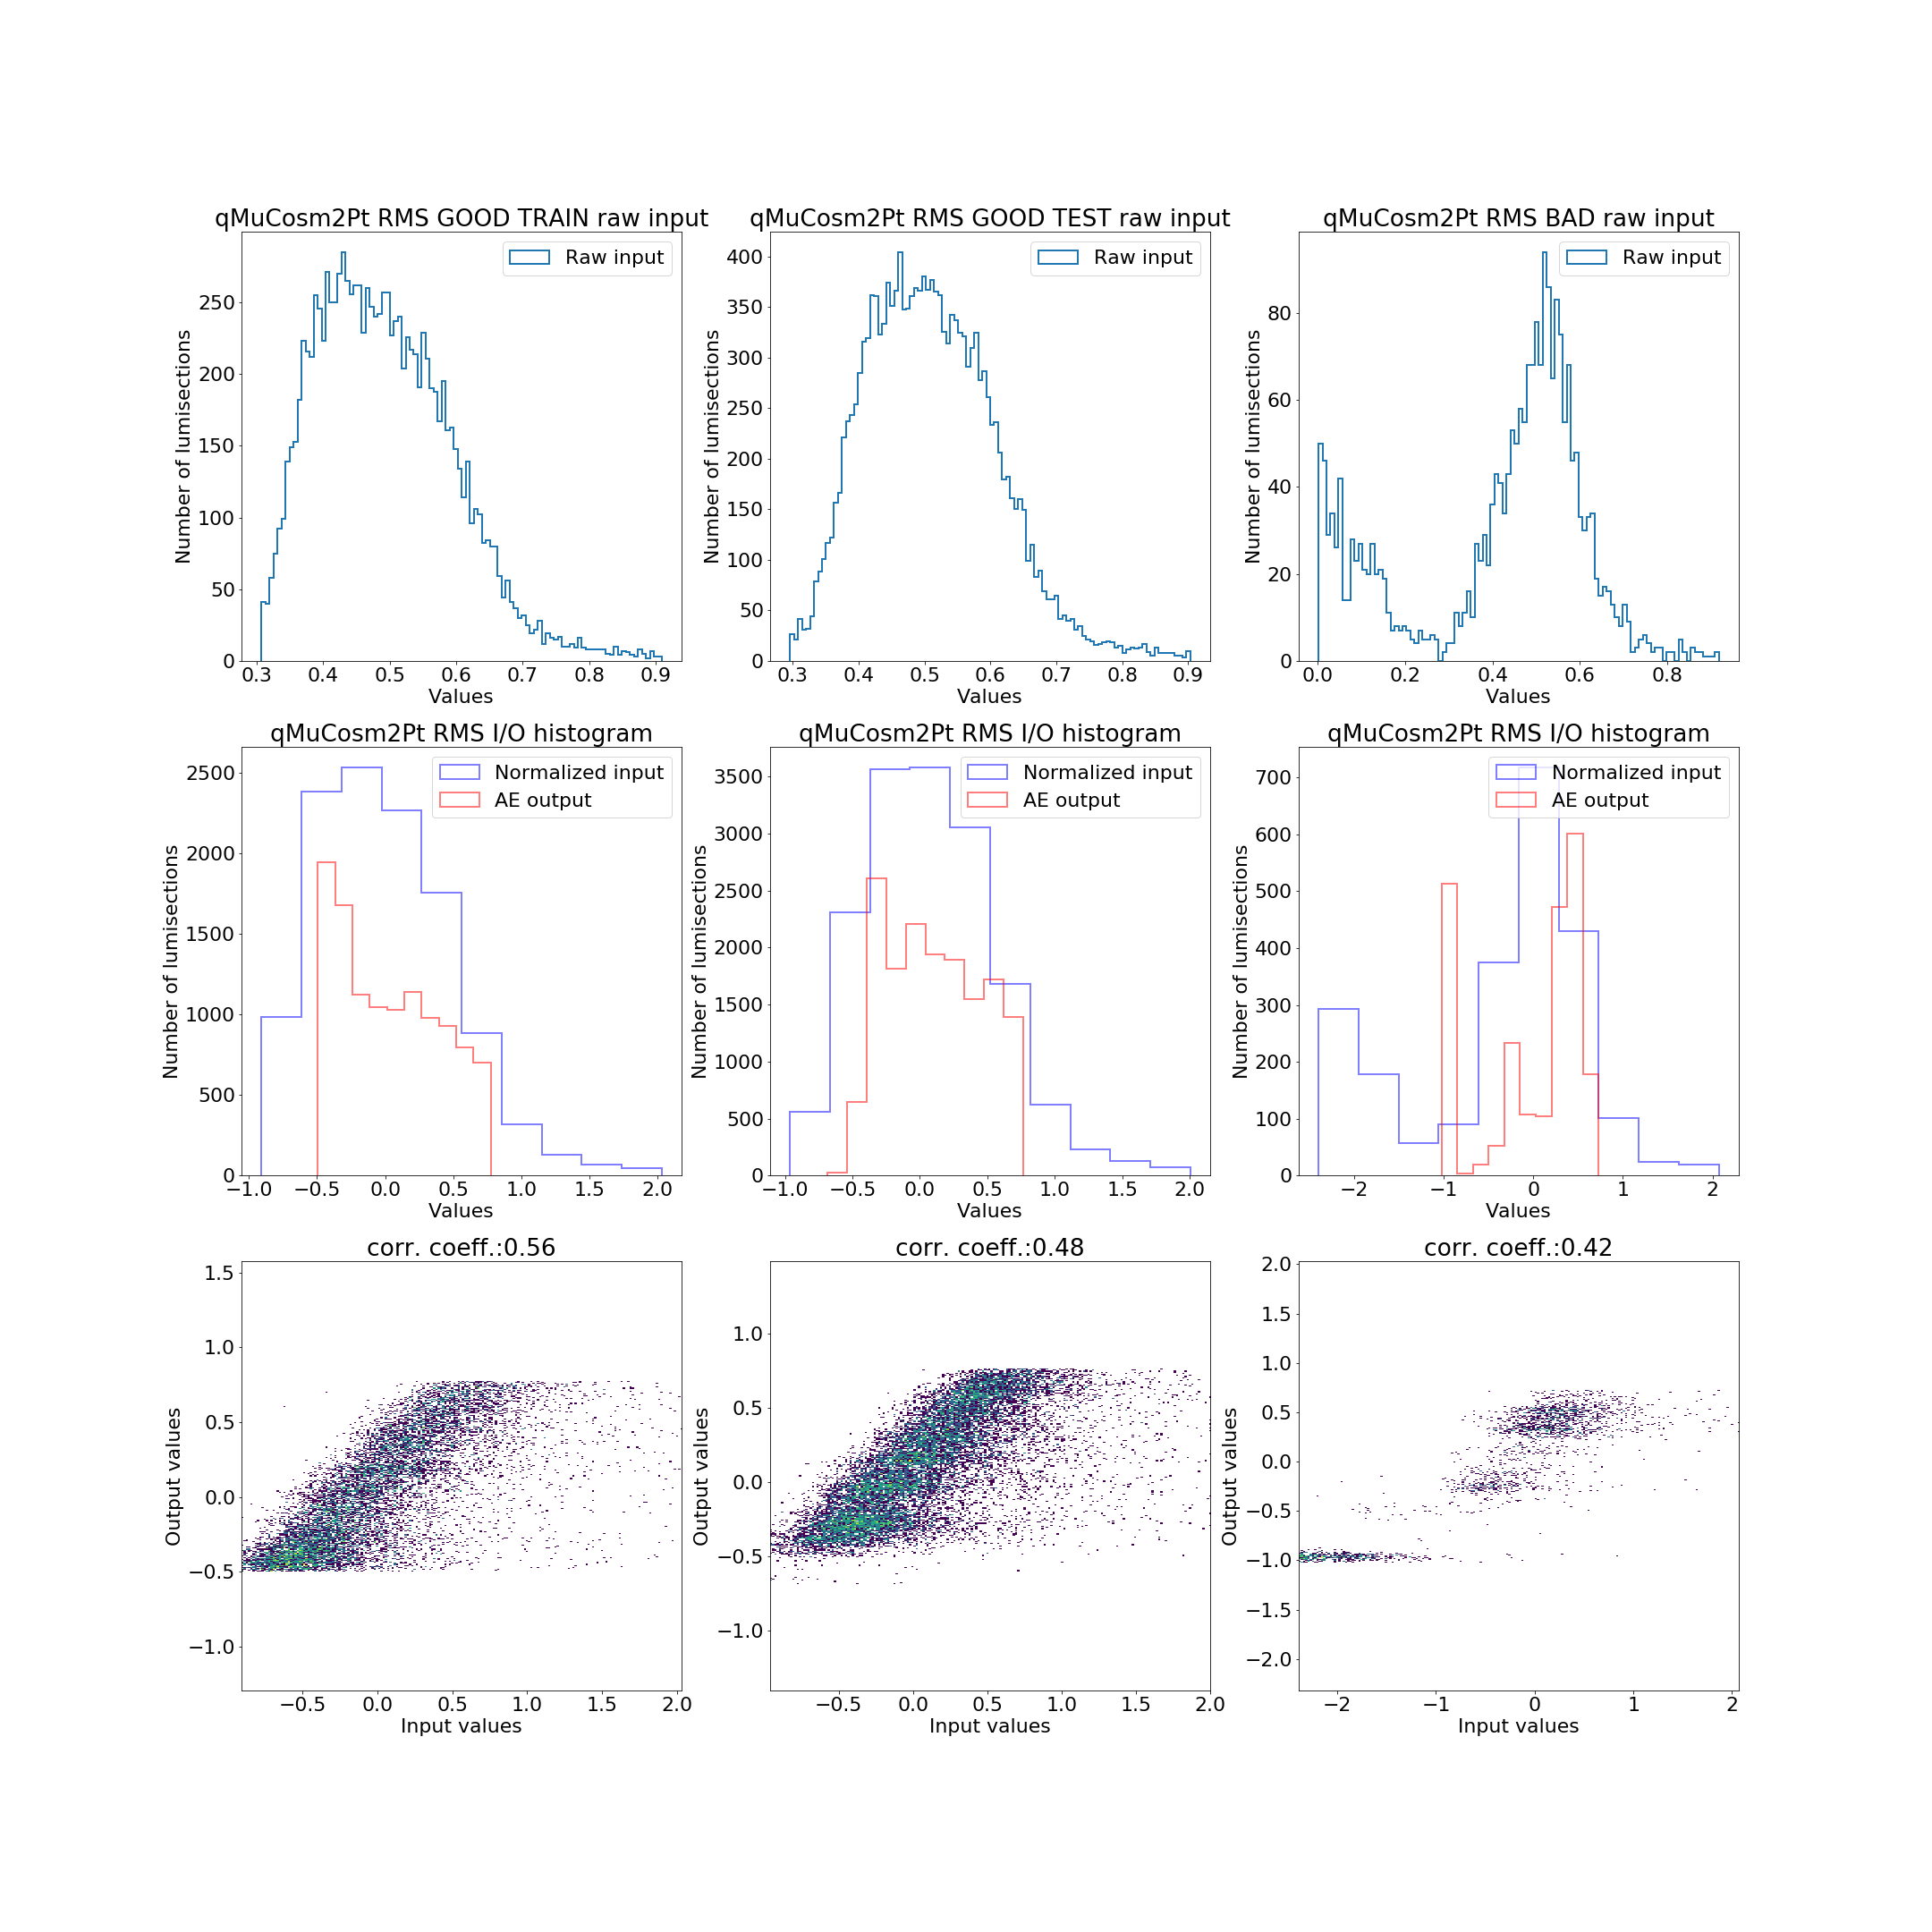 qMuCosm2Pt RMS GOOD TRAIN raw input
Raw input
Number of lumisections
250
200
150
100
50
0
0.3 0.4 0.5 0.6 0.7 0.8 0.9
Values
qMuCosm2Pt RMS GOOD TEST raw input
Raw input
Number of lumisections
400
350
300
250
200
150
100
50
0
0.3 0.4 0.5 0.6 0.7 0.8 0.9
Values
qMuCosm2Pt RMS BAD raw input
Raw input
Number of lumisections
80
60
40
20
0
0.0 0.2 0.4 0.6 0.8
Values
qMuCosm2Pt RMS I/O histogram
Normalized input
AE output
Number of lumisections
2500
2000
1500
1000
500
0
−1.0 −0.5 0.0 0.5 1.0 1.5 2.0
Values
qMuCosm2Pt RMS I/O histogram
Normalized input
AE output
Number of lumisections
3500
3000
2500
2000
1500
1000
500
0
−1.0 −0.5 0.0 0.5 1.0 1.5 2.0
Values
qMuCosm2Pt RMS I/O histogram
Normalized input
AE output
Number of lumisections
700
600
500
400
300
200
100
0
−2 −1 0 1 2
Values
corr. coeff.:0.56
Output values
1.5
1.0
0.5
0.0
−0.5
−1.0
−0.5 0.0 0.5 1.0 1.5 2.0
Input values
corr. coeff.:0.48
Output values
1.0
0.5
0.0
−0.5
−1.0
−0.5 0.0 0.5 1.0 1.5 2.0
Input values
corr. coeff.:0.42
Output values
2.0
1.5
1.0
0.5
0.0
−0.5
−1.0
−1.5
−2.0
−2 −1 0 1 2
Input values